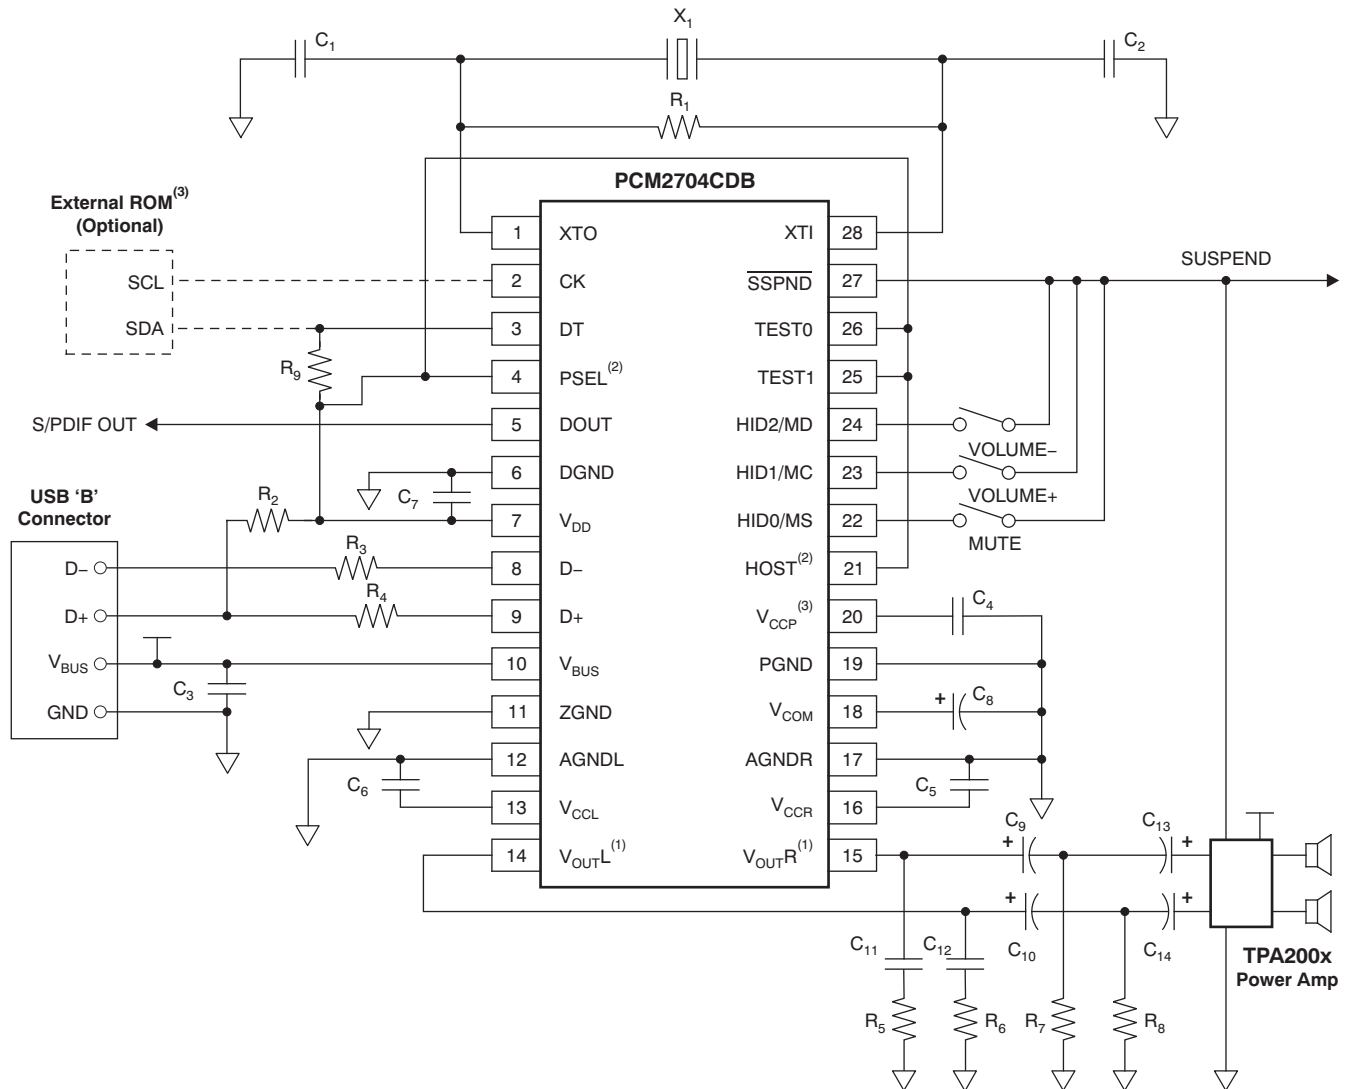 X1
C1
C2
R1
PCM2704CDB
External ROM(3)
(Optional)
SCL
SDA
R9
S/PDIF OUT
USB ‘B’
Connector
D−
D+
VBUS
GND
R2
R3
R4
C3
C7
C6
1 XTO
2 CK
3 DT
4 PSEL(2)
5 DOUT
6 DGND
7 VDD
8 D−
9 D+
10 VBUS
11 ZGND
12 AGNDL
13 VCCL
14 VOUTL(1)
XTI 28
SSPND 27
TEST0 26
TEST1 25
HID2/MD 24
HID1/MC 23
HID0/MS 22
HOST(2) 21
VCCP(3) 20
PGND 19
VCOM 18
AGNDR 17
VCCR 16
VOUTR(1) 15
SUSPEND
VOLUME−
VOLUME+
MUTE
C4
+ C8
C5
C9
+
C13
+
+
C10
+
C14
C11
C12
R5
R6
R7
R8
TPA200x
Power Amp